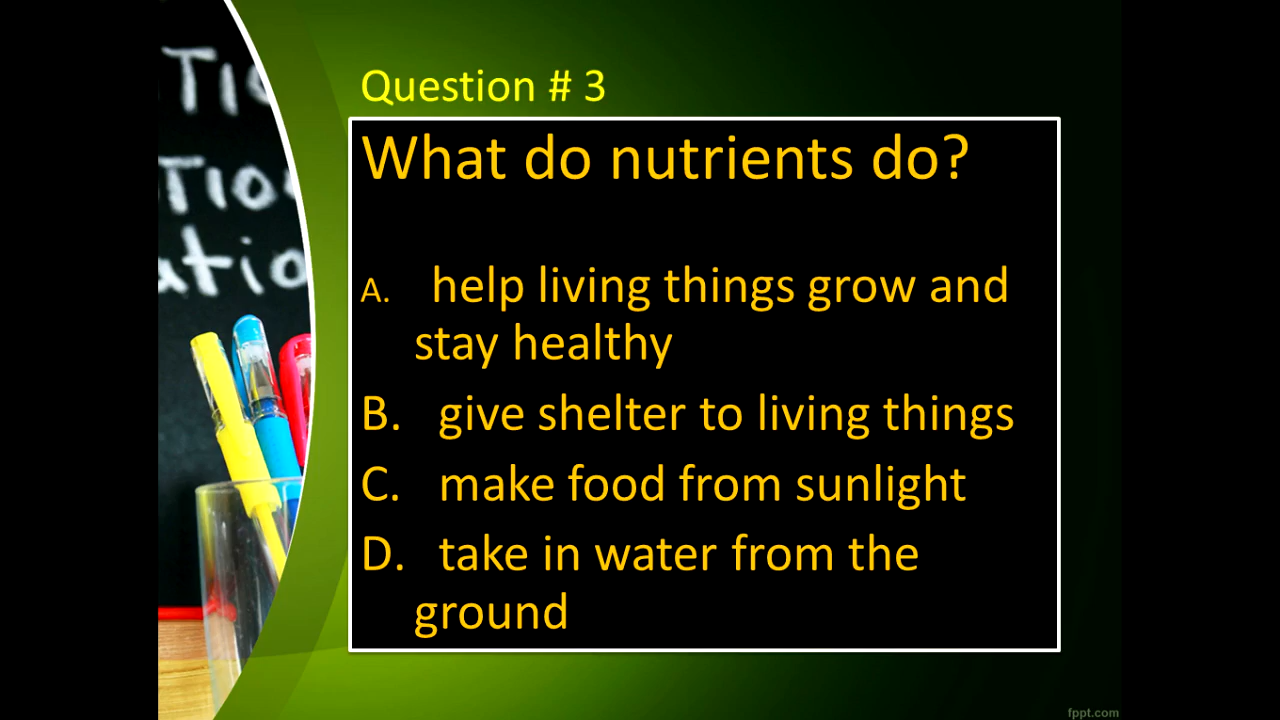 Question # 3
What do nutrients do?
A. help living things grow and
stay healthy
B. give shelter to living things
C. make food from sunlight
D. take in water from the
ground
fppt.com